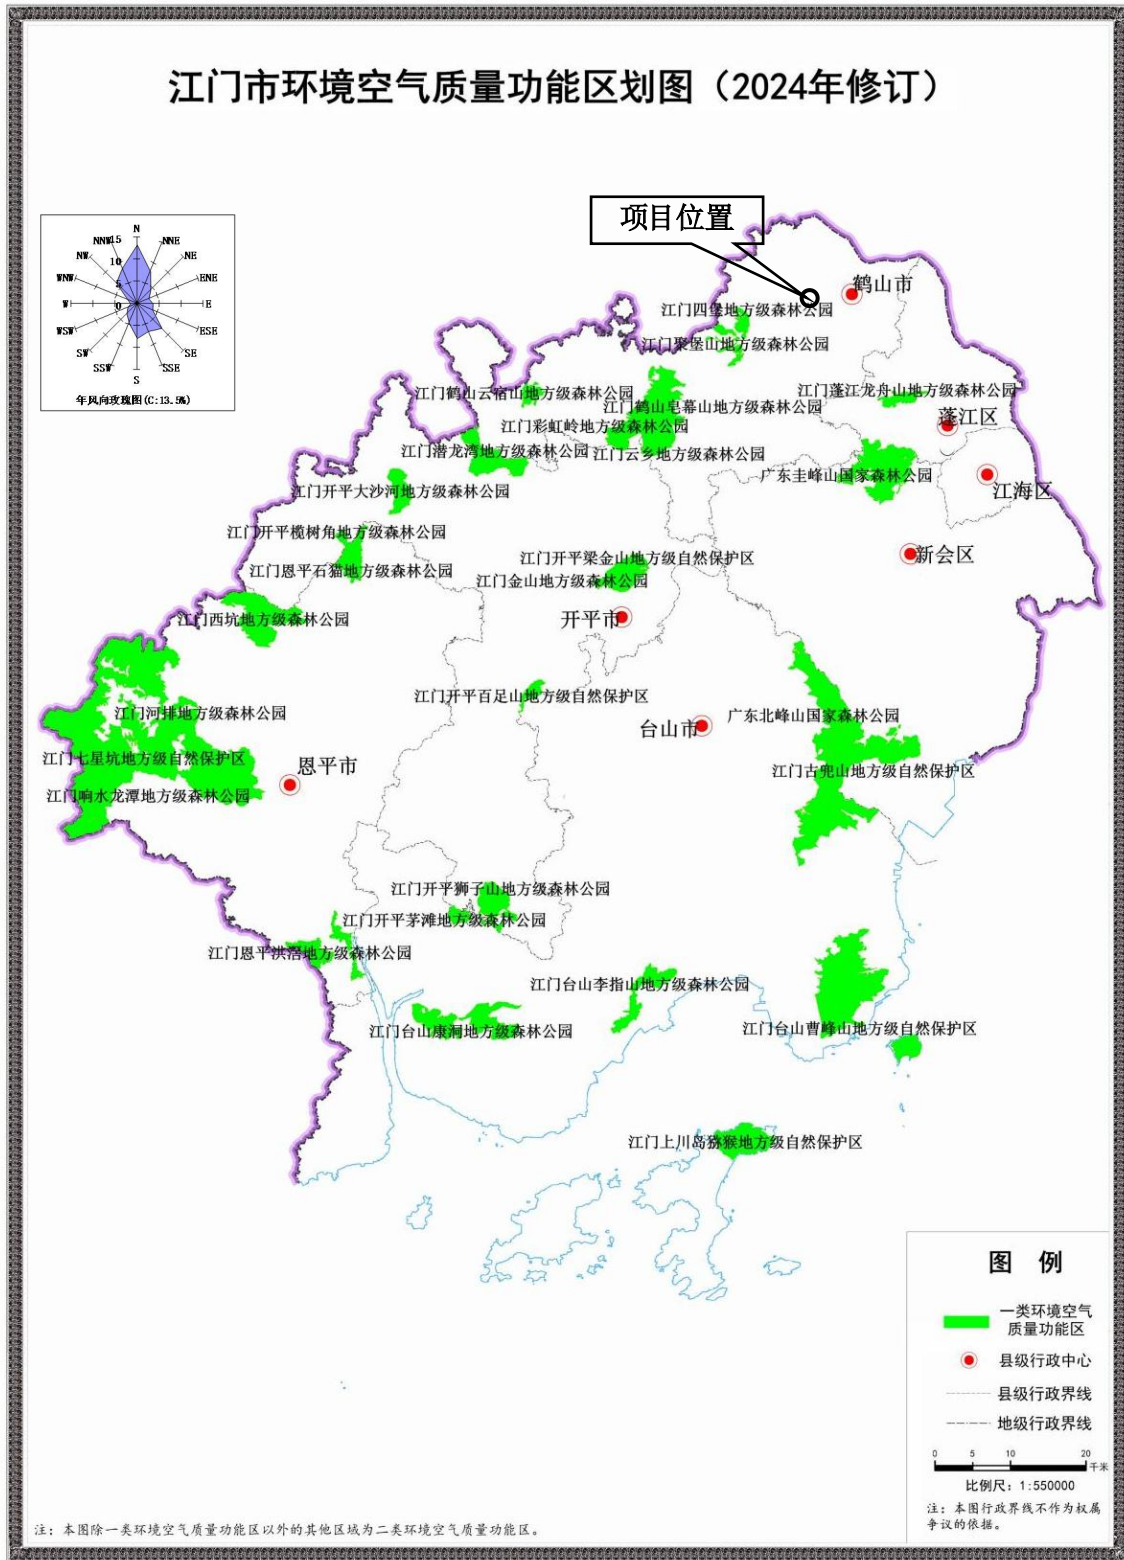 江门市环境空气质量功能区划图（2024年修订）
项目位置
N
NNW
15
NNE
NW
10
NE
WNW
5
ENE
W
0
E
WSW
ESE
SW
SE
SSW
SSE
S
年风向玫瑰图(C:13.5%)
鹤山市
江门四堡地方级森林公园
江门聚堡山地方级森林公园
江门鹤山云宿山地方级森林公园
江门蓬江龙舟山地方级森林公园
江门鹤山皂幕山地方级森林公园
蓬江区
江门彩虹岭地方级森林公园
江门潜龙湾地方级森林公园
江门云乡地方级森林公园
广东圭峰山国家森林公园
江门开平大沙河地方级森林公园
江海区
江门开平榄树角地方级森林公园
新会区
江门开平梁金山地方级自然保护区
江门恩平石猫地方级森林公园
江门金山地方级森林公园
开平市
江门西坑地方级森林公园
江门开平百足山地方级自然保护区
江门河排地方级森林公园
广东北峰山国家森林公园
台山市
江门七星坑地方级自然保护区
恩平市
江门古兜山地方级自然保护区
江门响水龙潭地方级森林公园
江门开平狮子山地方级森林公园
江门开平茅滩地方级森林公园
江门恩平洪滘地方级森林公园
江门台山李指山地方级森林公园
江门台山康洞地方级森林公园
江门台山曹峰山地方级自然保护区
江门上川岛猕猴地方级自然保护区
图 例
一类环境空气
质量功能区
县级行政中心
县级行政界线
地级行政界线
0 5 10 20
千米
比例尺：1:550000
注：本图行政界线不作为权属
争议的依据。
注：本图除一类环境空气质量功能区以外的其他区域为二类环境空气质量功能区。